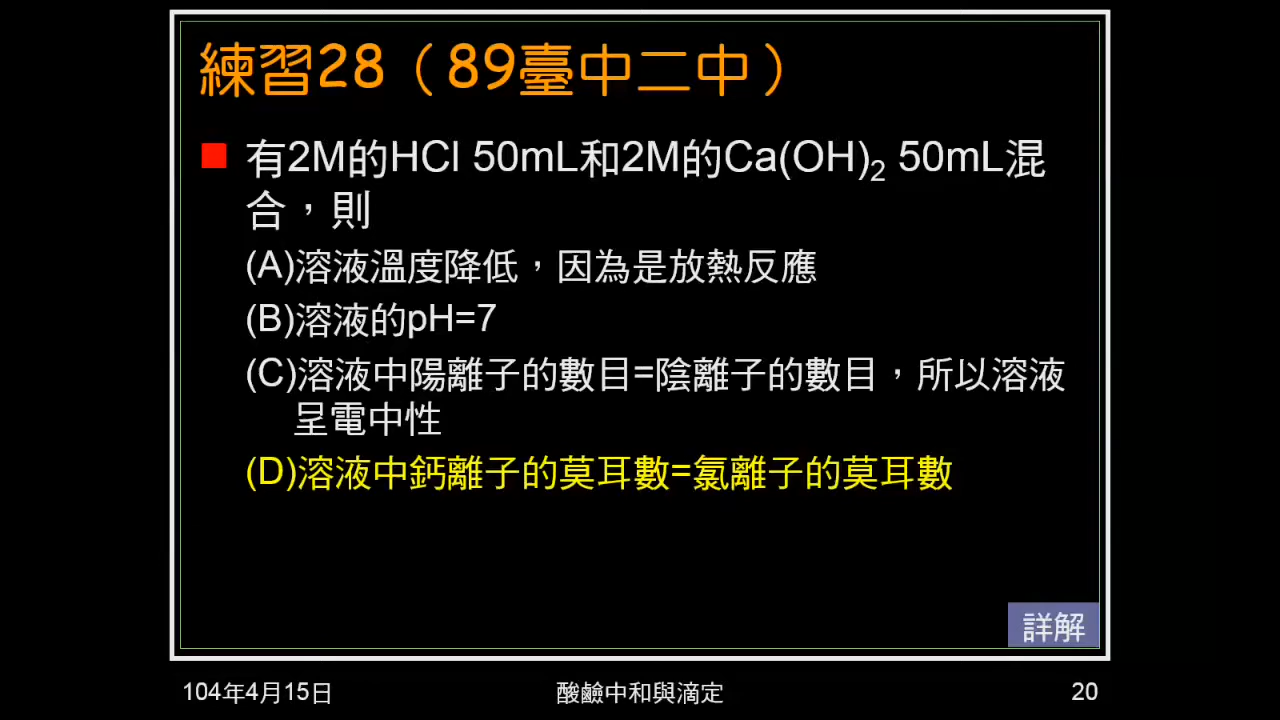 練習28（89臺中二中）
有2M的HCl 50mL和2M的Ca(OH)₂ 50mL混
合，則
(A)溶液溫度降低，因為是放熱反應
(B)溶液的pH=7
(C)溶液中陽離子的數目=陰離子的數目，所以溶液
呈電中性
(D)溶液中鈣離子的莫耳數=氯離子的莫耳數
詳解
104年4月15日
酸鹼中和與滴定
20